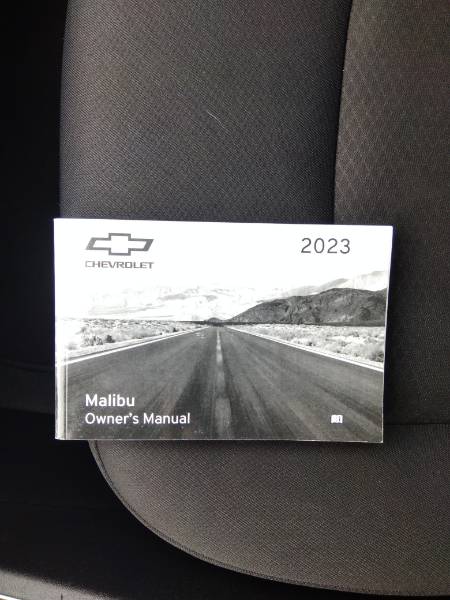 2023
CHEVROLET
Malibu
Owner's Manual